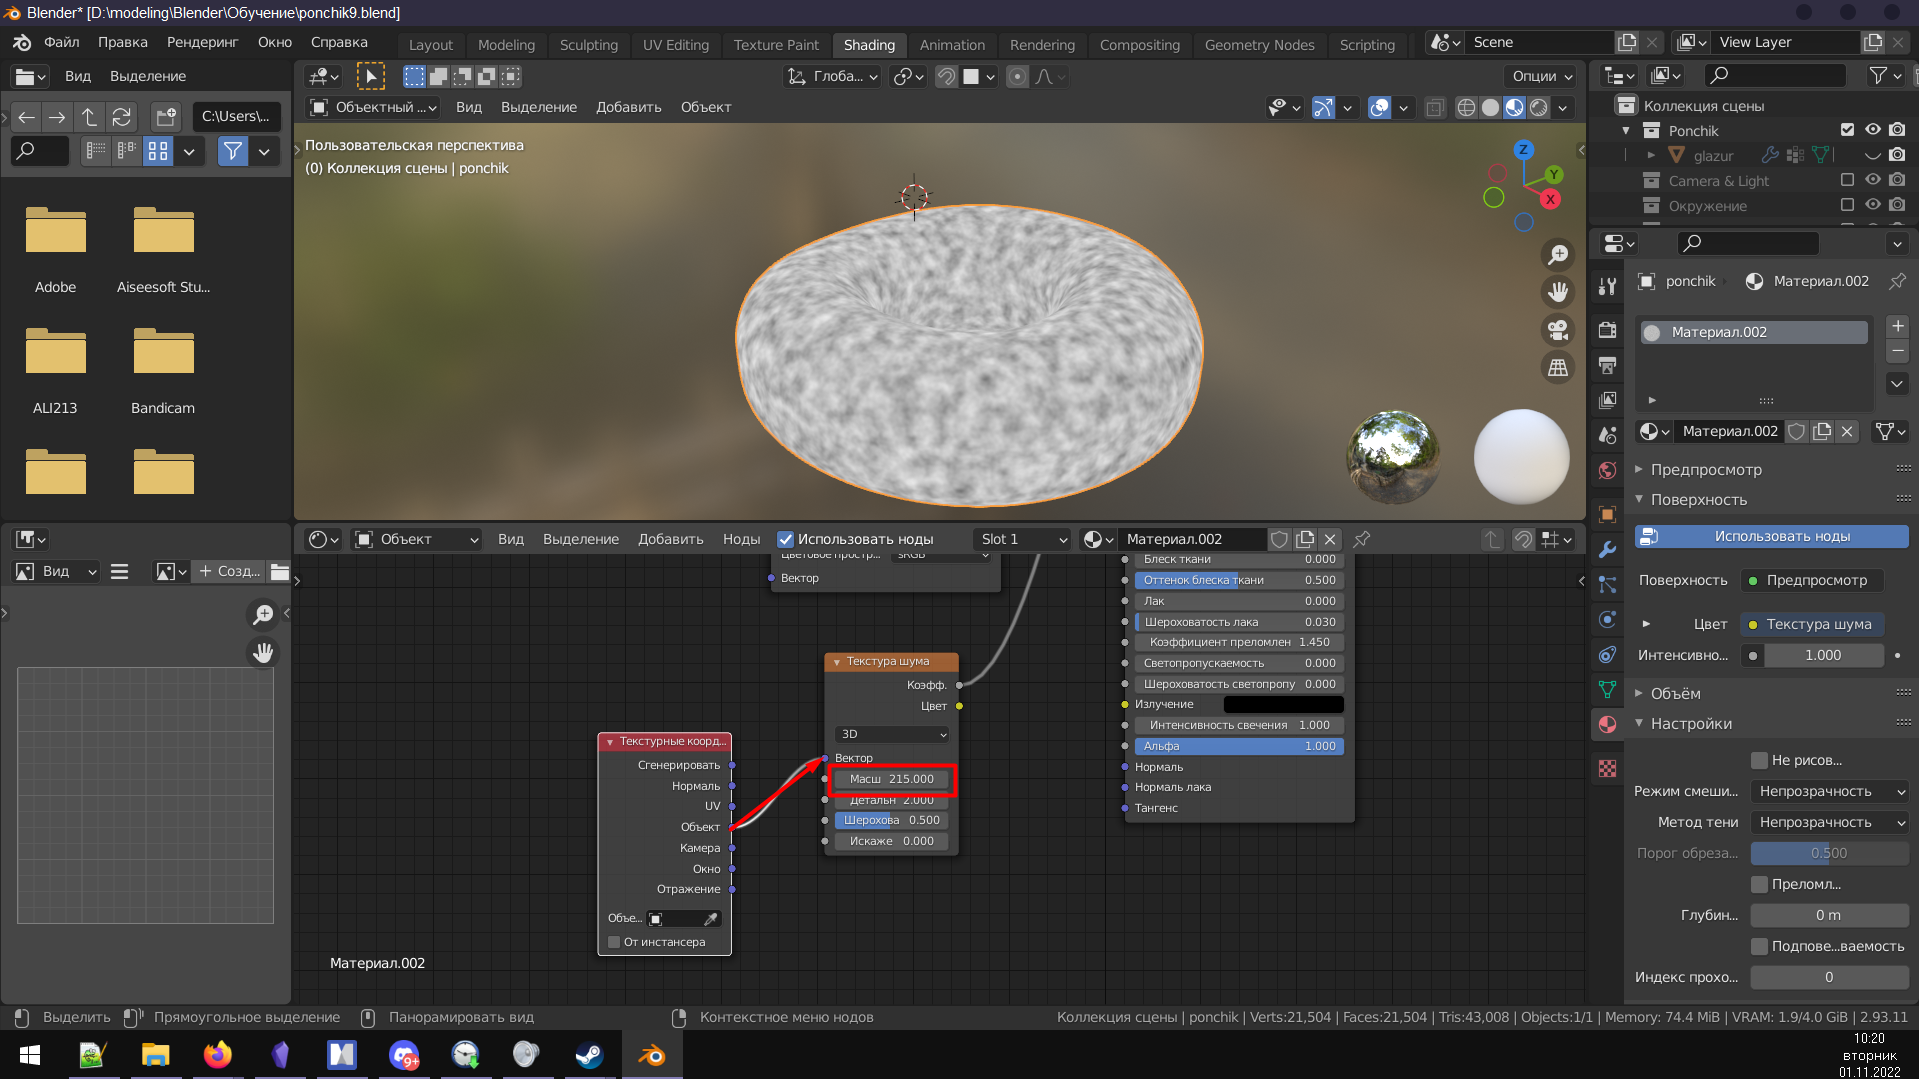 Blender* [D:\modeling\Blender\Обучение\ponchik9.blend]
Файл Правка Рендеринг Окно Справка Layout Modeling Sculpting UV Editing Texture Paint Shading Animation Rendering Compositing Geometry Nodes Scripting Scene View Layer
Вид Выделение
C:\Users\...
Adobe Aiseesoft Stu...
ALI213 Bandicam
Глоба... Опции
Объектный ... Вид Выделение Добавить Объект
Пользовательская перспектива
(0) Коллекция сцены | ponchik
Z
Y
X
Коллекция сцены
Ponchik
glazur
Camera & Light
Окружение
ponchik Материал.002
Материал.002
Материал.002
Предпросмотр
Поверхность
Использовать ноды
Поверхность Предпросмотр
Цвет Текстура шума
Интенсивно... 1.000
Объём
Настройки
Не рисов...
Режим смеши... Непрозрачность
Метод тени Непрозрачность
Порог обреза... 0.500
Преломл...
Глубин... 0 m
Подпове...ваемость
Индекс прохо... 0
Вид Созд...
Объект Вид Выделение Добавить Ноды Использовать ноды Slot 1 Материал.002
Цветовое простр... sRGB
Вектор
Текстура шума
Коэфф.
Цвет
3D
Вектор
Масш 215.000
Детальн 2.000
Шерохова 0.500
Искаже 0.000
Текстурные коорд...
Сгенерировать
Нормаль
UV
Объект
Камера
Окно
Отражение
Объе...
От инстансера
Блеск ткани 0.000
Оттенок блеска ткани 0.500
Лак 0.000
Шероховатость лака 0.030
Коэффициент преломлен 1.450
Светопропускаемость 0.000
Шероховатость светопропу 0.000
Излучение
Интенсивность свечения 1.000
Альфа 1.000
Нормаль
Нормаль лака
Тангенс
Материал.002
Выделить Прямоугольное выделение Панорамировать вид Контекстное меню нодов Коллекция сцены | ponchik | Verts:21,504 | Faces:21,504 | Tris:43,008 | Objects:1/1 | Memory: 74.4 MiB | VRAM: 1.9/4.0 GiB | 2.93.11
9+
10:20
вторник
01.11.2022